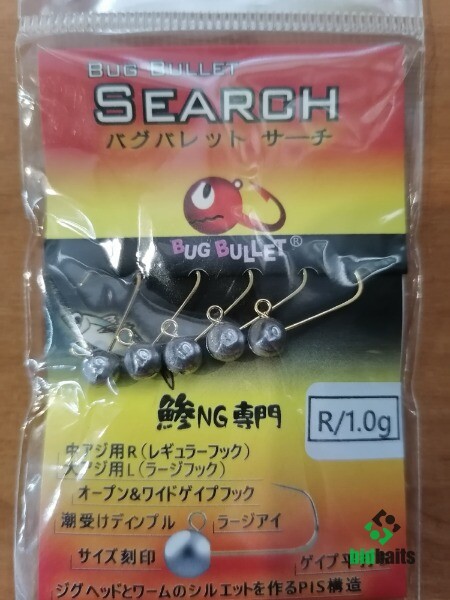 BUG BULLET
SEARCH
バグバレット サーチ
BUG BULLET®
鯵NG専門
R/1.0g
中アジ用R(レギュラーフック)
大アジ用L(ラージフック)
オープン&ワイドゲイプフック
潮受けディンプル
ラージアイ
サイズ刻印
ゲイプ平
baits
ジグヘッドとワームのシルエットを作るPIS構造